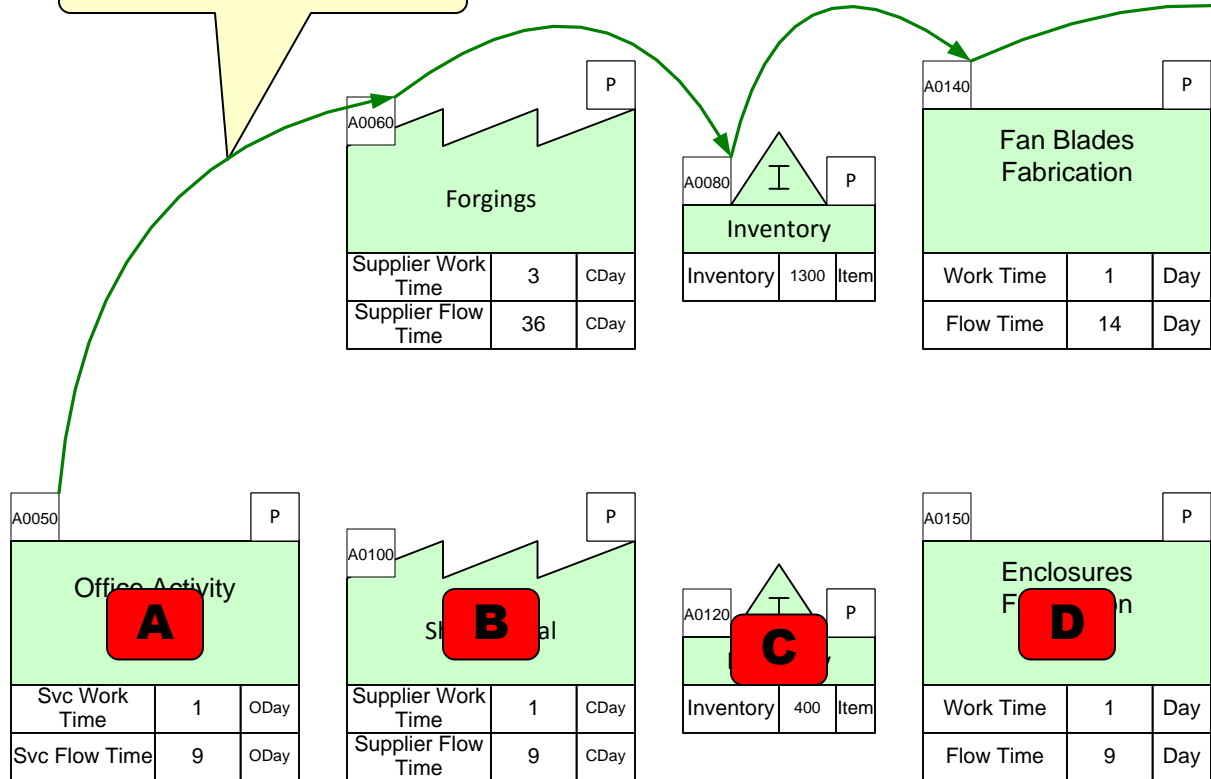 P
A0060
Forgings
Supplier Work
Time
3
CDay
Supplier Flow
Time
36
CDay
A0080
I
P
Inventory
Inventory
1300
Item
P
A0140
Fan Blades
Fabrication
Work Time
1
Day
Flow Time
14
Day
A0050
P
Office Activity
A
Svc Work
Time
1
ODay
Svc Flow Time
9
ODay
P
A0100
B
Supplier Work
Time
1
CDay
Supplier Flow
Time
9
CDay
A0120
I
P
C
Inventory
400
Item
A0150
P
Enclosures
D
Work Time
1
Day
Flow Time
9
Day